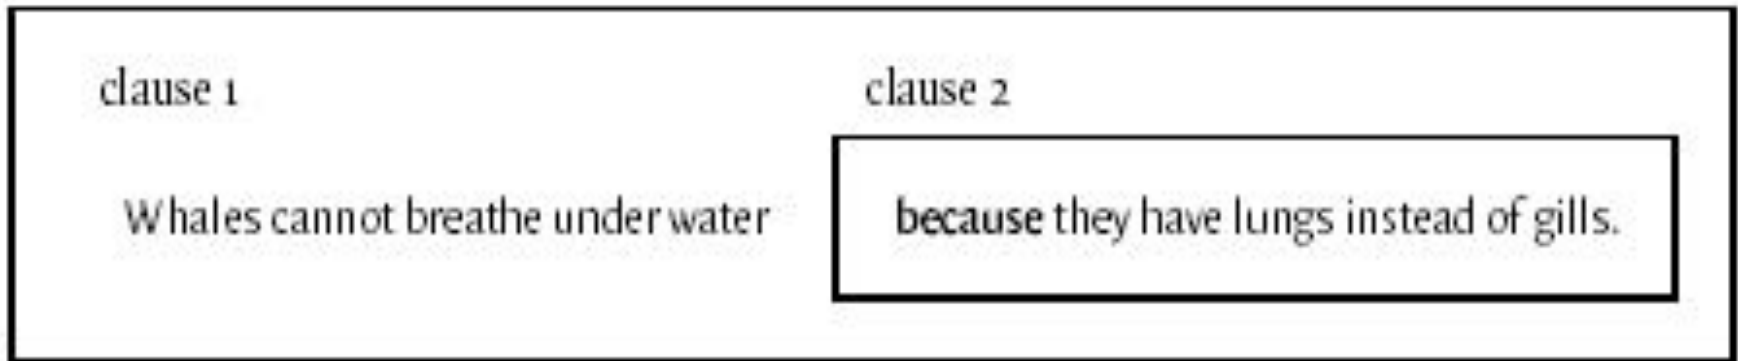 clause 1 clause 2
Whales cannot breathe under water because they have lungs instead of gills.